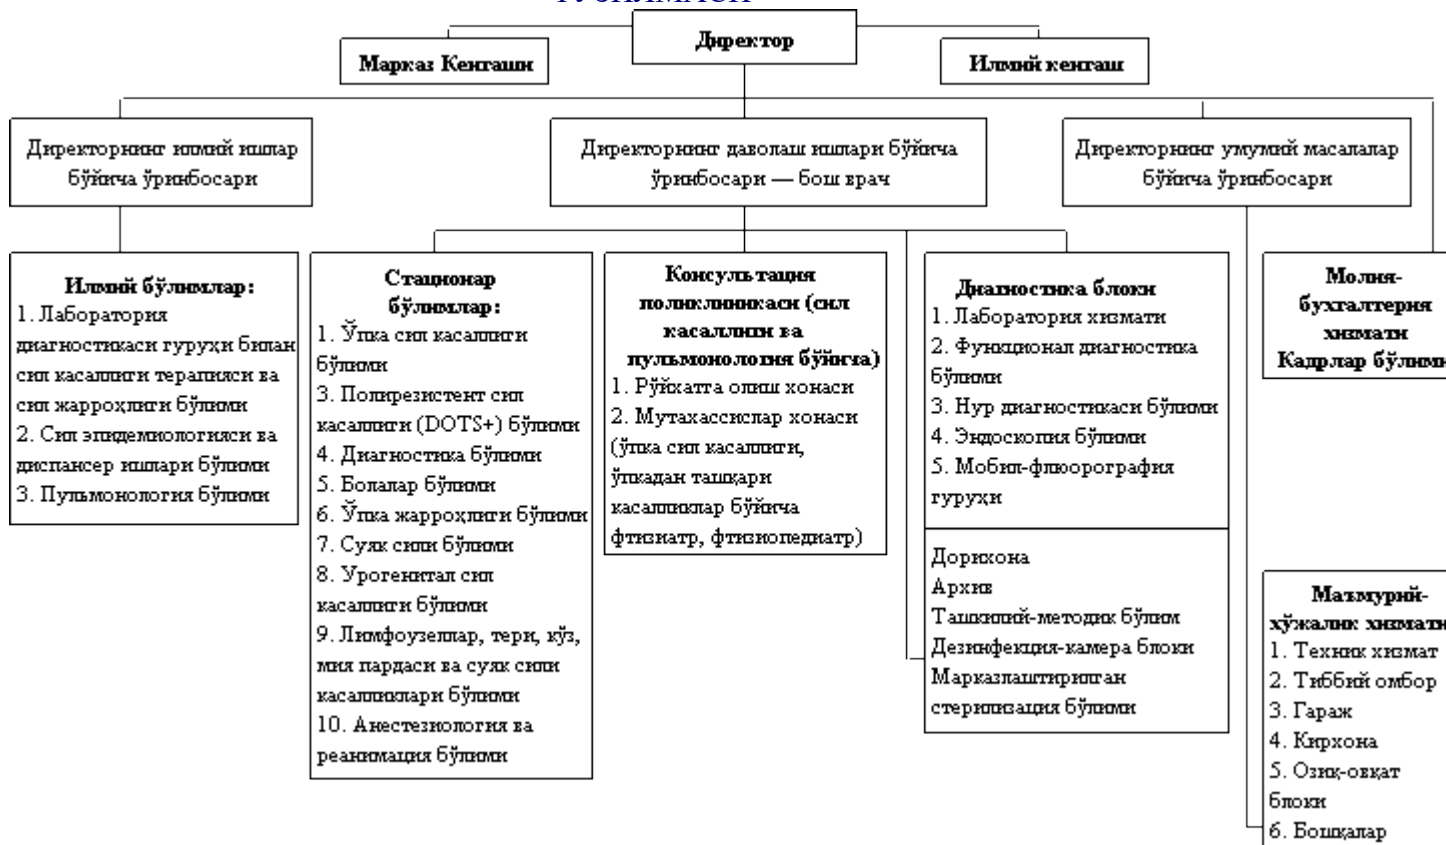 Директор
Марказ Кенгаши
Илмий кенгаш
Директорнинг илмий ишлар
бўйича ўринбосари
Директорнинг даволаш ишлари бўйича
ўринбосари — бош врач
Директорнинг умумий масалалар
бўйича ўринбосари
Илмий бўлимлар:
1. Лаборатория
диагностикаси гуруҳи билан
сил касаллиги терапияси ва
сил жарроҳлиги бўлими
2. Сил эпидемиологияси ва
диспансер ишлари бўлими
3. Пульмонология бўлими
Стационар
бўлимлар:
1. Ўпка сил касаллиги
бўлими
3. Полирезистент сил
касаллиги (DOTS+) бўлими
4. Диагностика бўлими
5. Болалар бўлими
6. Ўпка жарроҳлиги бўлими
7. Суяк сили бўлими
8. Урогенитал сил
касаллиги бўлими
9. Лимфоузеллар, тери, кўз,
мия пардаси ва суяк сили
касалликлари бўлими
10. Анестезиология ва
реанимация бўлими
Консультация
поликлиникаси (сил
касаллиги ва
пульмонология бўйича)
1. Рўйхатга олиш хонаси
2. Мутахассислар хонаси
(ўпка сил касаллиги,
ўпкадан ташқари
касалликлар бўйича
фтизиатр, фтизиопедиатр)
Диагностика блоки
1. Лаборатория хизмати
2. Функционал диагностика
бўлими
3. Нур диагностикаси бўлими
4. Эндоскопия бўлими
5. Мобил-флюорография
гуруҳи
Дорихона
Архив
Ташкилий-методик бўлим
Дезинфекция-камера блоки
Марказлаштирилган
стерилизация бўлими
Молия-
бухгалтерия
хизмати
Кадрлар бўлими
Маъмурий-
хўжалик хизмати
1. Техник хизмат
2. Тиббий омбор
3. Гараж
4. Кирхона
5. Озиқ-овқат
блоки
6. Бошқалар